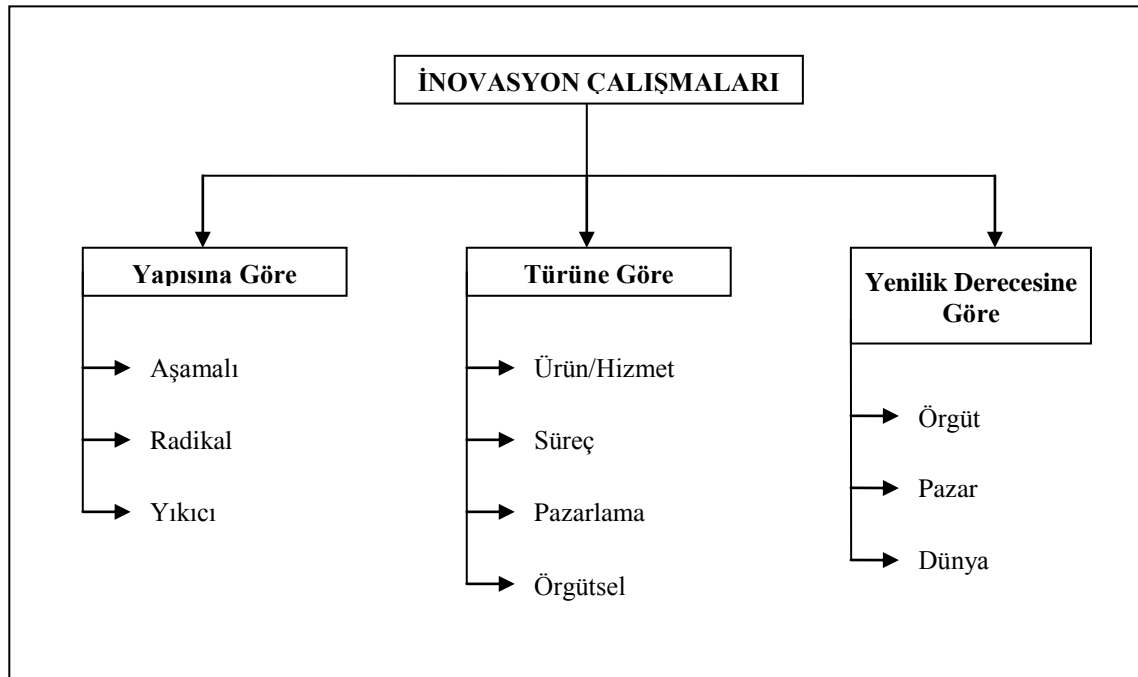 İNOVASYON ÇALIŞMALARI
Yapısına Göre
Aşamalı
Radikal
Yıkıcı
Türüne Göre
Ürün/Hizmet
Süreç
Pazarlama
Örgütsel
Yenilik Derecesine
Göre
Örgüt
Pazar
Dünya